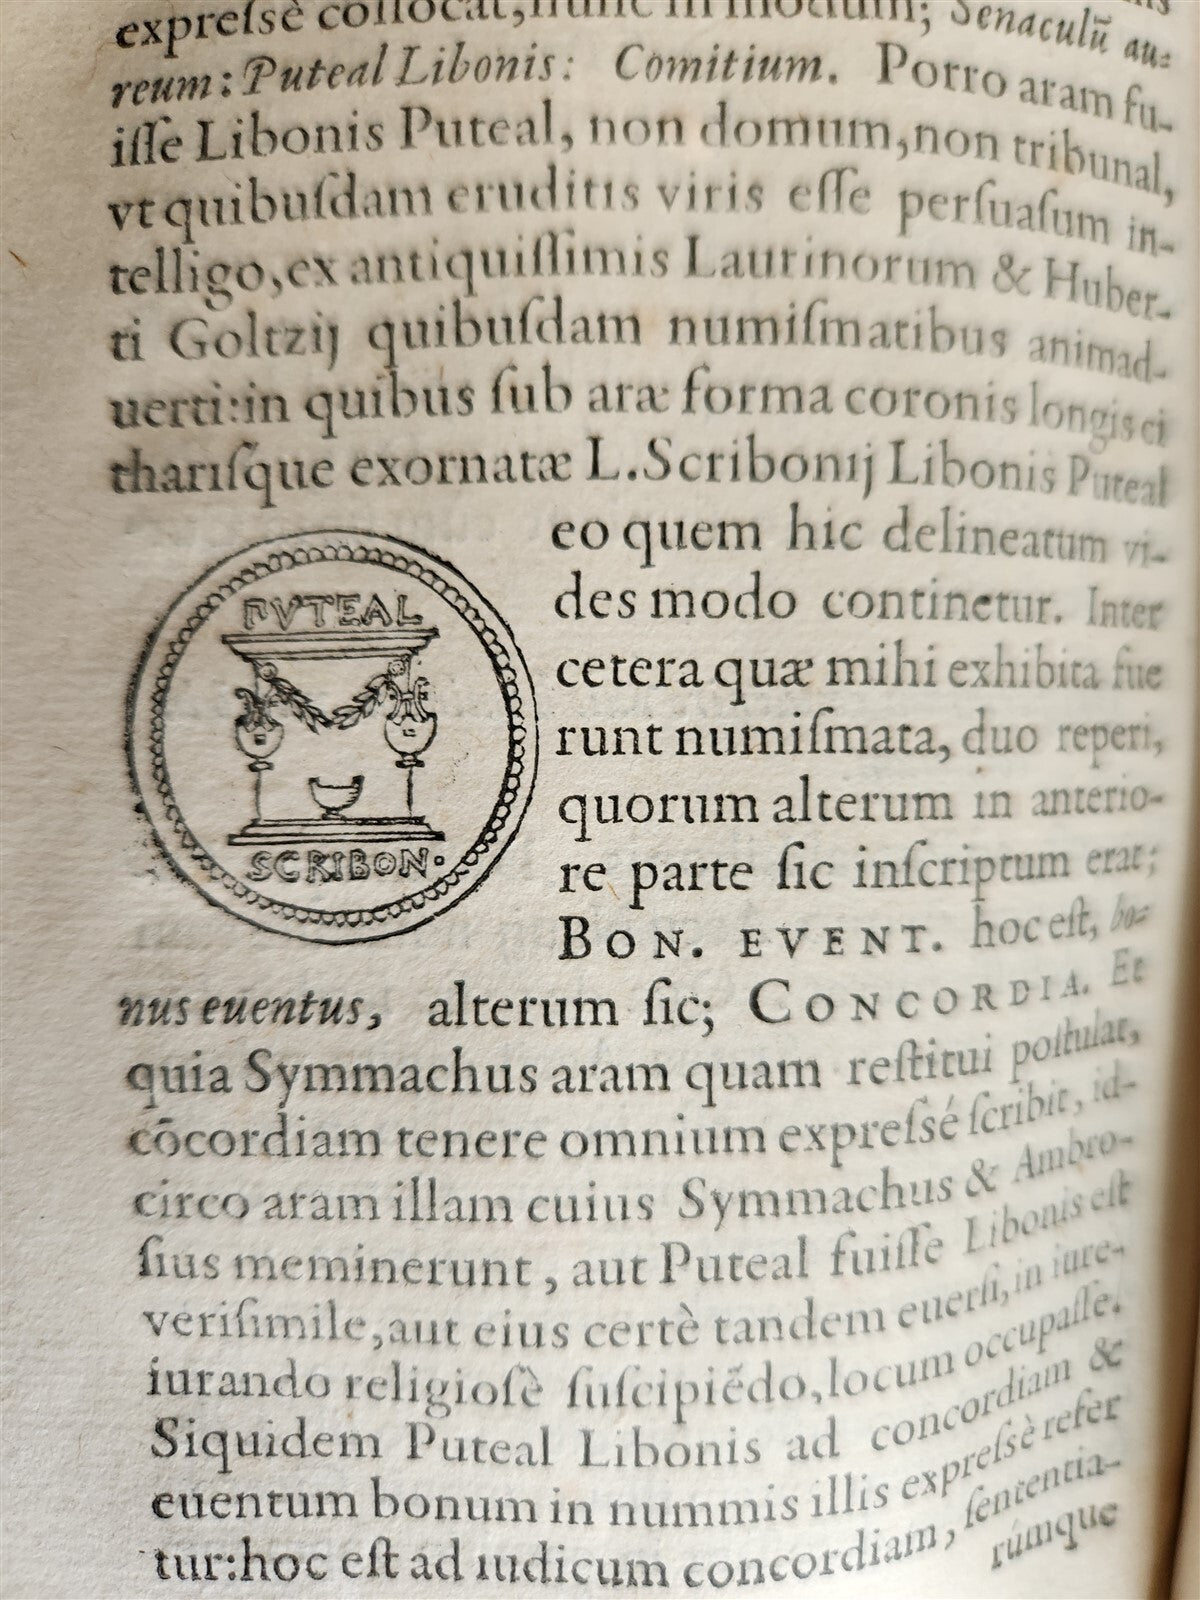 expreſsè collocat, nunc in modum; Senaculū au-
reum: Puteal Libonis: Comitium. Porro aram fu-
iſſe Libonis Puteal, non domum, non tribunal,
vt quibuſdam eruditis viris eſſe perſuaſum in-
telligo, ex antiquiſſimis Laurinorum & Huber-
ti Goltzij quibuſdam numiſmatibus animad-
uerti: in quibus ſub aræ forma coronis longis ci
thariſque exornatæ L. Scribonij Libonis Puteal
PVTEAL
SCRIBON.
eo quem hic delineatum vi-
des modo continetur. Inter
cetera quæ mihi exhibita fue
runt numiſmata, duo reperi,
quorum alterum in anterio-
re parte ſic inſcriptum erat;
BON. EVENT. hoc eſt, bo-
nus euentus, alterum ſic; CONCORDIA. Et
quia Symmachus aram quam reſtitui poſtulat,
cōcordiam tenere omnium expreſsé ſcribit, id-
circo aram illam cuius Symmachus & Ambro-
ſius meminerunt, aut Puteal fuiſſe Libonis eſt
veriſimile, aut eius certè tandem euerſi, in iure-
iurando religioſè ſuſcipiēdo, locum occupaſſe.
Siquidem Puteal Libonis ad concordiam &
euentum bonum in nummis illis expreſsè refer
tur: hoc eſt ad iudicum concordiam, ſententia-
rúmque